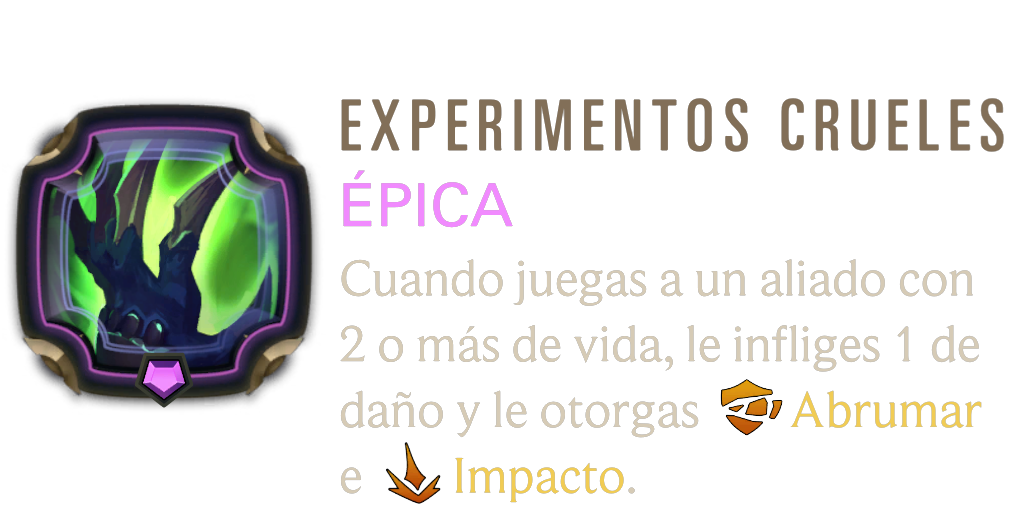 EXPERIMENTOS CRUELES
ÉPICA
Cuando juegas a un aliado con
2 o más de vida, le infliges 1 de
daño y le otorgas Abrumar
e Impacto.